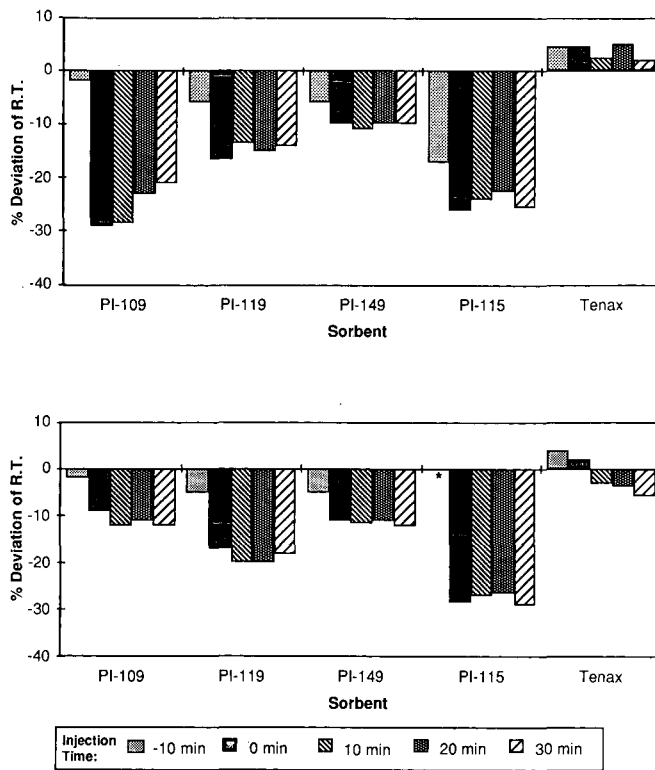 10
0
-10
-20
-30
-40
% Deviation of R.T.
PI-109 PI-119 PI-149 PI-115 Tenax
Sorbent
10
0
-10
-20
-30
-40
% Deviation of R.T.
*
PI-109 PI-119 PI-149 PI-115 Tenax
Sorbent
Injection Time: -10 min 0 min 10 min 20 min 30 min